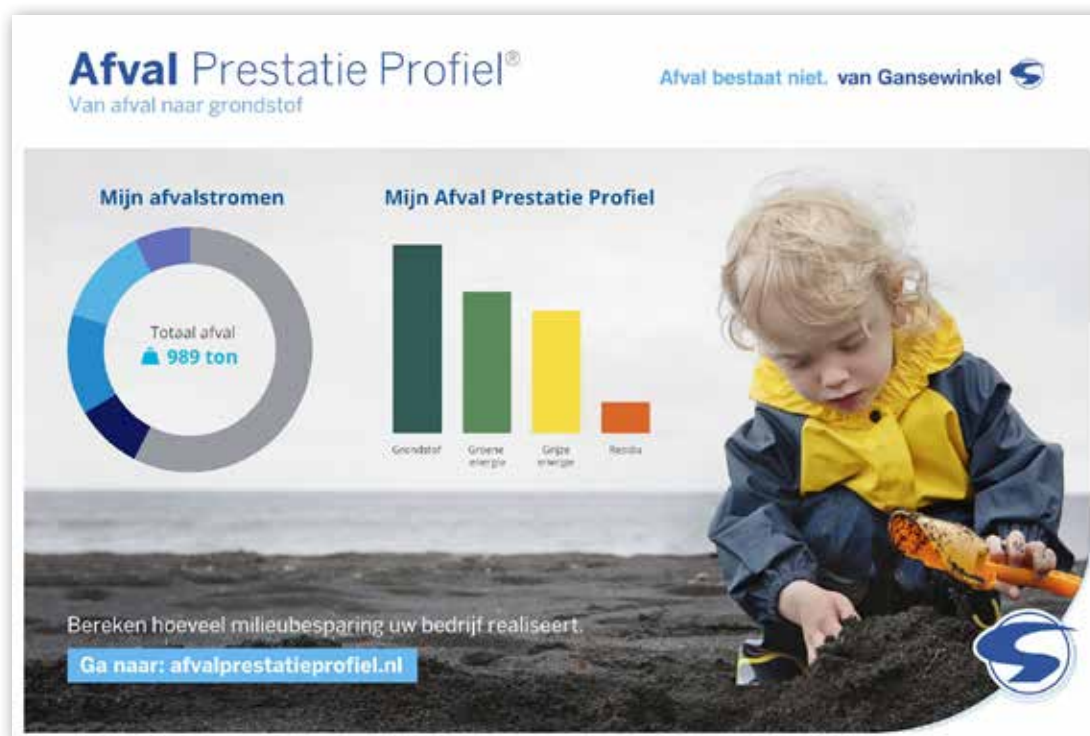 Afval Prestatie Profiel®
Van afval naar grondstof
Afval bestaat niet. van Gansewinkel
Mijn afvalstromen
Totaal afval
989 ton
Mijn Afval Prestatie Profiel
Grondstof
Groene
energie
Grijze
energie
Residu
Bereken hoeveel milieubesparing uw bedrijf realiseert.
Ga naar: afvalprestatieprofiel.nl